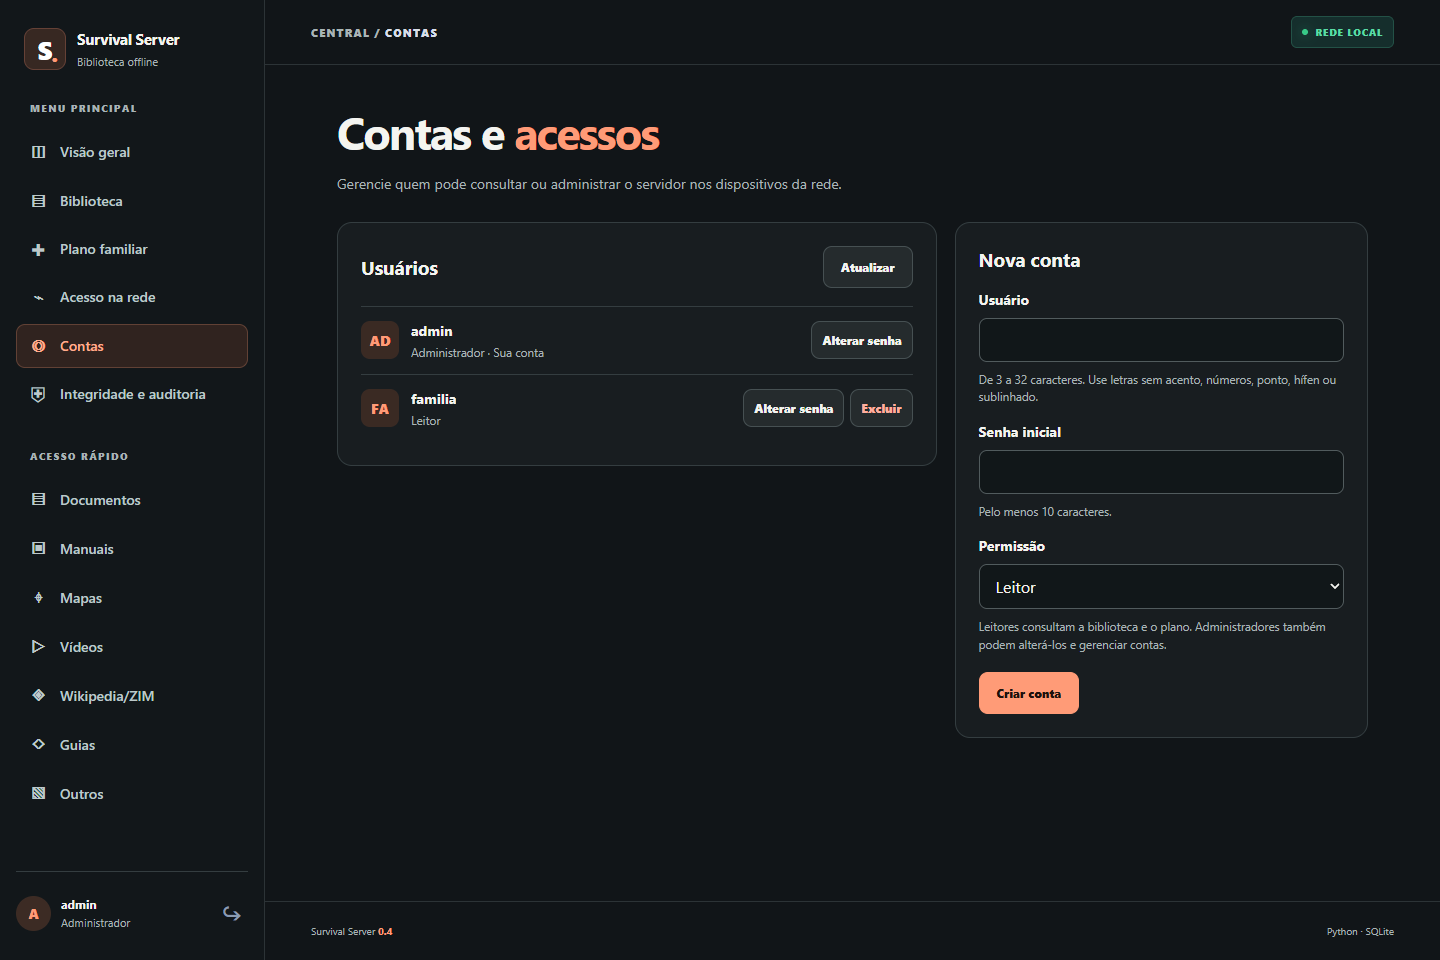 S.
Survival Server
Biblioteca offline
MENU PRINCIPAL
Visão geral
Biblioteca
Plano familiar
Acesso na rede
Contas
Integridade e auditoria
ACESSO RÁPIDO
Documentos
Manuais
Mapas
Vídeos
Wikipedia/ZIM
Guias
Outros
A
admin
Administrador
CENTRAL / CONTAS
REDE LOCAL
Contas e acessos
Gerencie quem pode consultar ou administrar o servidor nos dispositivos da rede.
Usuários
Atualizar
AD
admin
Administrador · Sua conta
Alterar senha
FA
familia
Leitor
Alterar senha
Excluir
Nova conta
Usuário
De 3 a 32 caracteres. Use letras sem acento, números, ponto, hífen ou
sublinhado.
Senha inicial
Pelo menos 10 caracteres.
Permissão
Leitor
Leitores consultam a biblioteca e o plano. Administradores também
podem alterá-los e gerenciar contas.
Criar conta
Survival Server 0.4
Python · SQLite